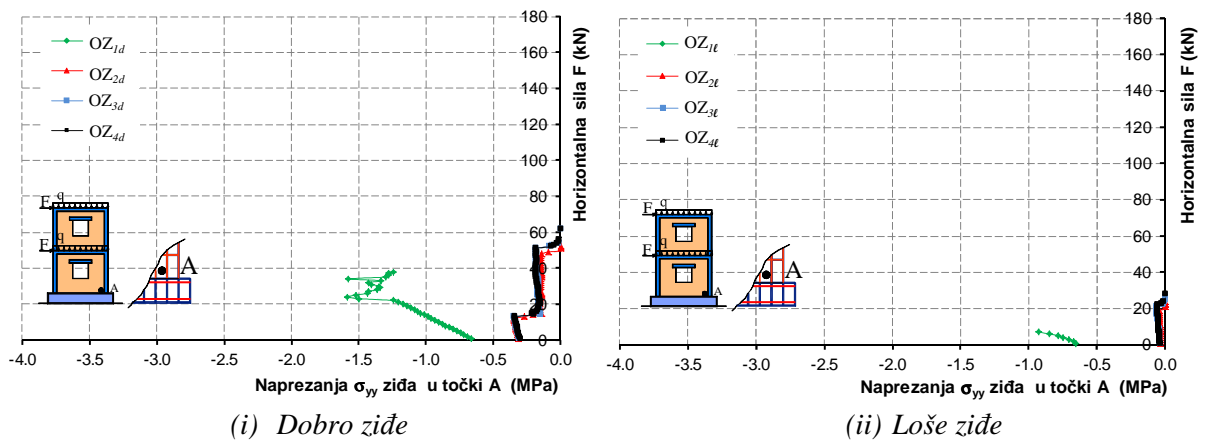 180
160
140
120
100
80
60
40
20
0
Horizontalna sila F (kN)
OZ1d
OZ2d
OZ3d
OZ4d
F q
F q
A
A
-4.0 -3.5 -3.0 -2.5 -2.0 -1.5 -1.0 -0.5 0.0
Naprezanja σyy ziđa u točki A (MPa)
(i) Dobro ziđe
180
160
140
120
100
80
60
40
20
0
Horizontalna sila F (kN)
OZ1ℓ
OZ2ℓ
OZ3ℓ
OZ4ℓ
F q
F q
A
A
-4.0 -3.5 -3.0 -2.5 -2.0 -1.5 -1.0 -0.5 0.0
Naprezanja σyy ziđa u točki A (MPa)
(ii) Loše ziđe